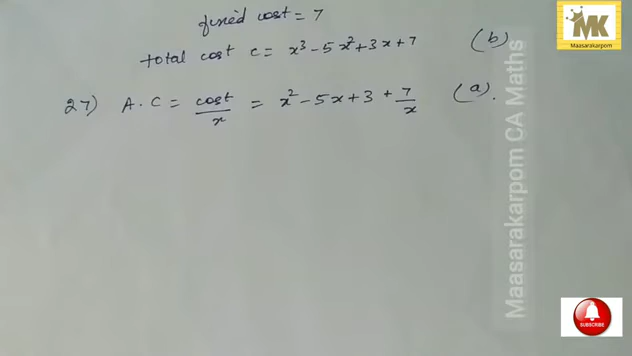 fixed cost = 7
total cost C = x³ - 5x² + 3x + 7 (b)
27) A.C = cost/x = x² - 5x + 3 + 7/x (a).
MK
Maasarakarpom
Maasarakarpom CA Maths
SUBSCRIBE